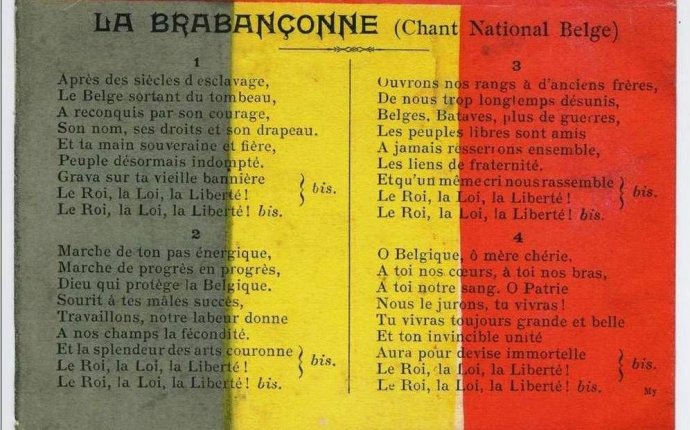 LA BRABANÇONNE (Chant National Belge)
1
Après des siècles d'esclavage,
Le Belge sortant du tombeau,
A reconquis par son courage,
Son nom, ses droits et son drapeau.
Et ta main souveraine et fière,
Peuple désormais indompté.
Grava sur ta vieille bannière
Le Roi, la Loi, la Liberté !
Le Roi, la Loi, la Liberté ! bis.
bis.
2
Marche de ton pas énergique,
Marche de progrès en progrès,
Dieu qui protège la Belgique.
Sourit à tes mâles succès,
Travaillons, notre labeur donne
A nos champs la fécondité.
Et la splendeur des arts couronne
Le Roi, la Loi, la Liberté !
Le Roi, la Loi, la Liberté ! bis.
bis.
3
Ouvrons nos rangs à d'anciens frères,
De nous trop longtemps désunis,
Belges, Bataves, plus de guerres,
Les peuples libres sont amis
A jamais resserrons ensemble,
Les liens de fraternité.
Et qu'un même cri nous rassemble
Le Roi, la Loi, la Liberté !
Le Roi, la Loi, la Liberté ! bis.
bis.
4
O Belgique, ô mère chérie,
A toi nos cœurs, à toi nos bras,
A toi notre sang. O Patrie
Nous le jurons, tu vivras !
Tu vivras toujours grande et belle
Et ton invincible unité
Aura pour devise immortelle
Le Roi, la Loi, la Liberté !
Le Roi, la Loi, la Liberté ! bis.
bis.
My